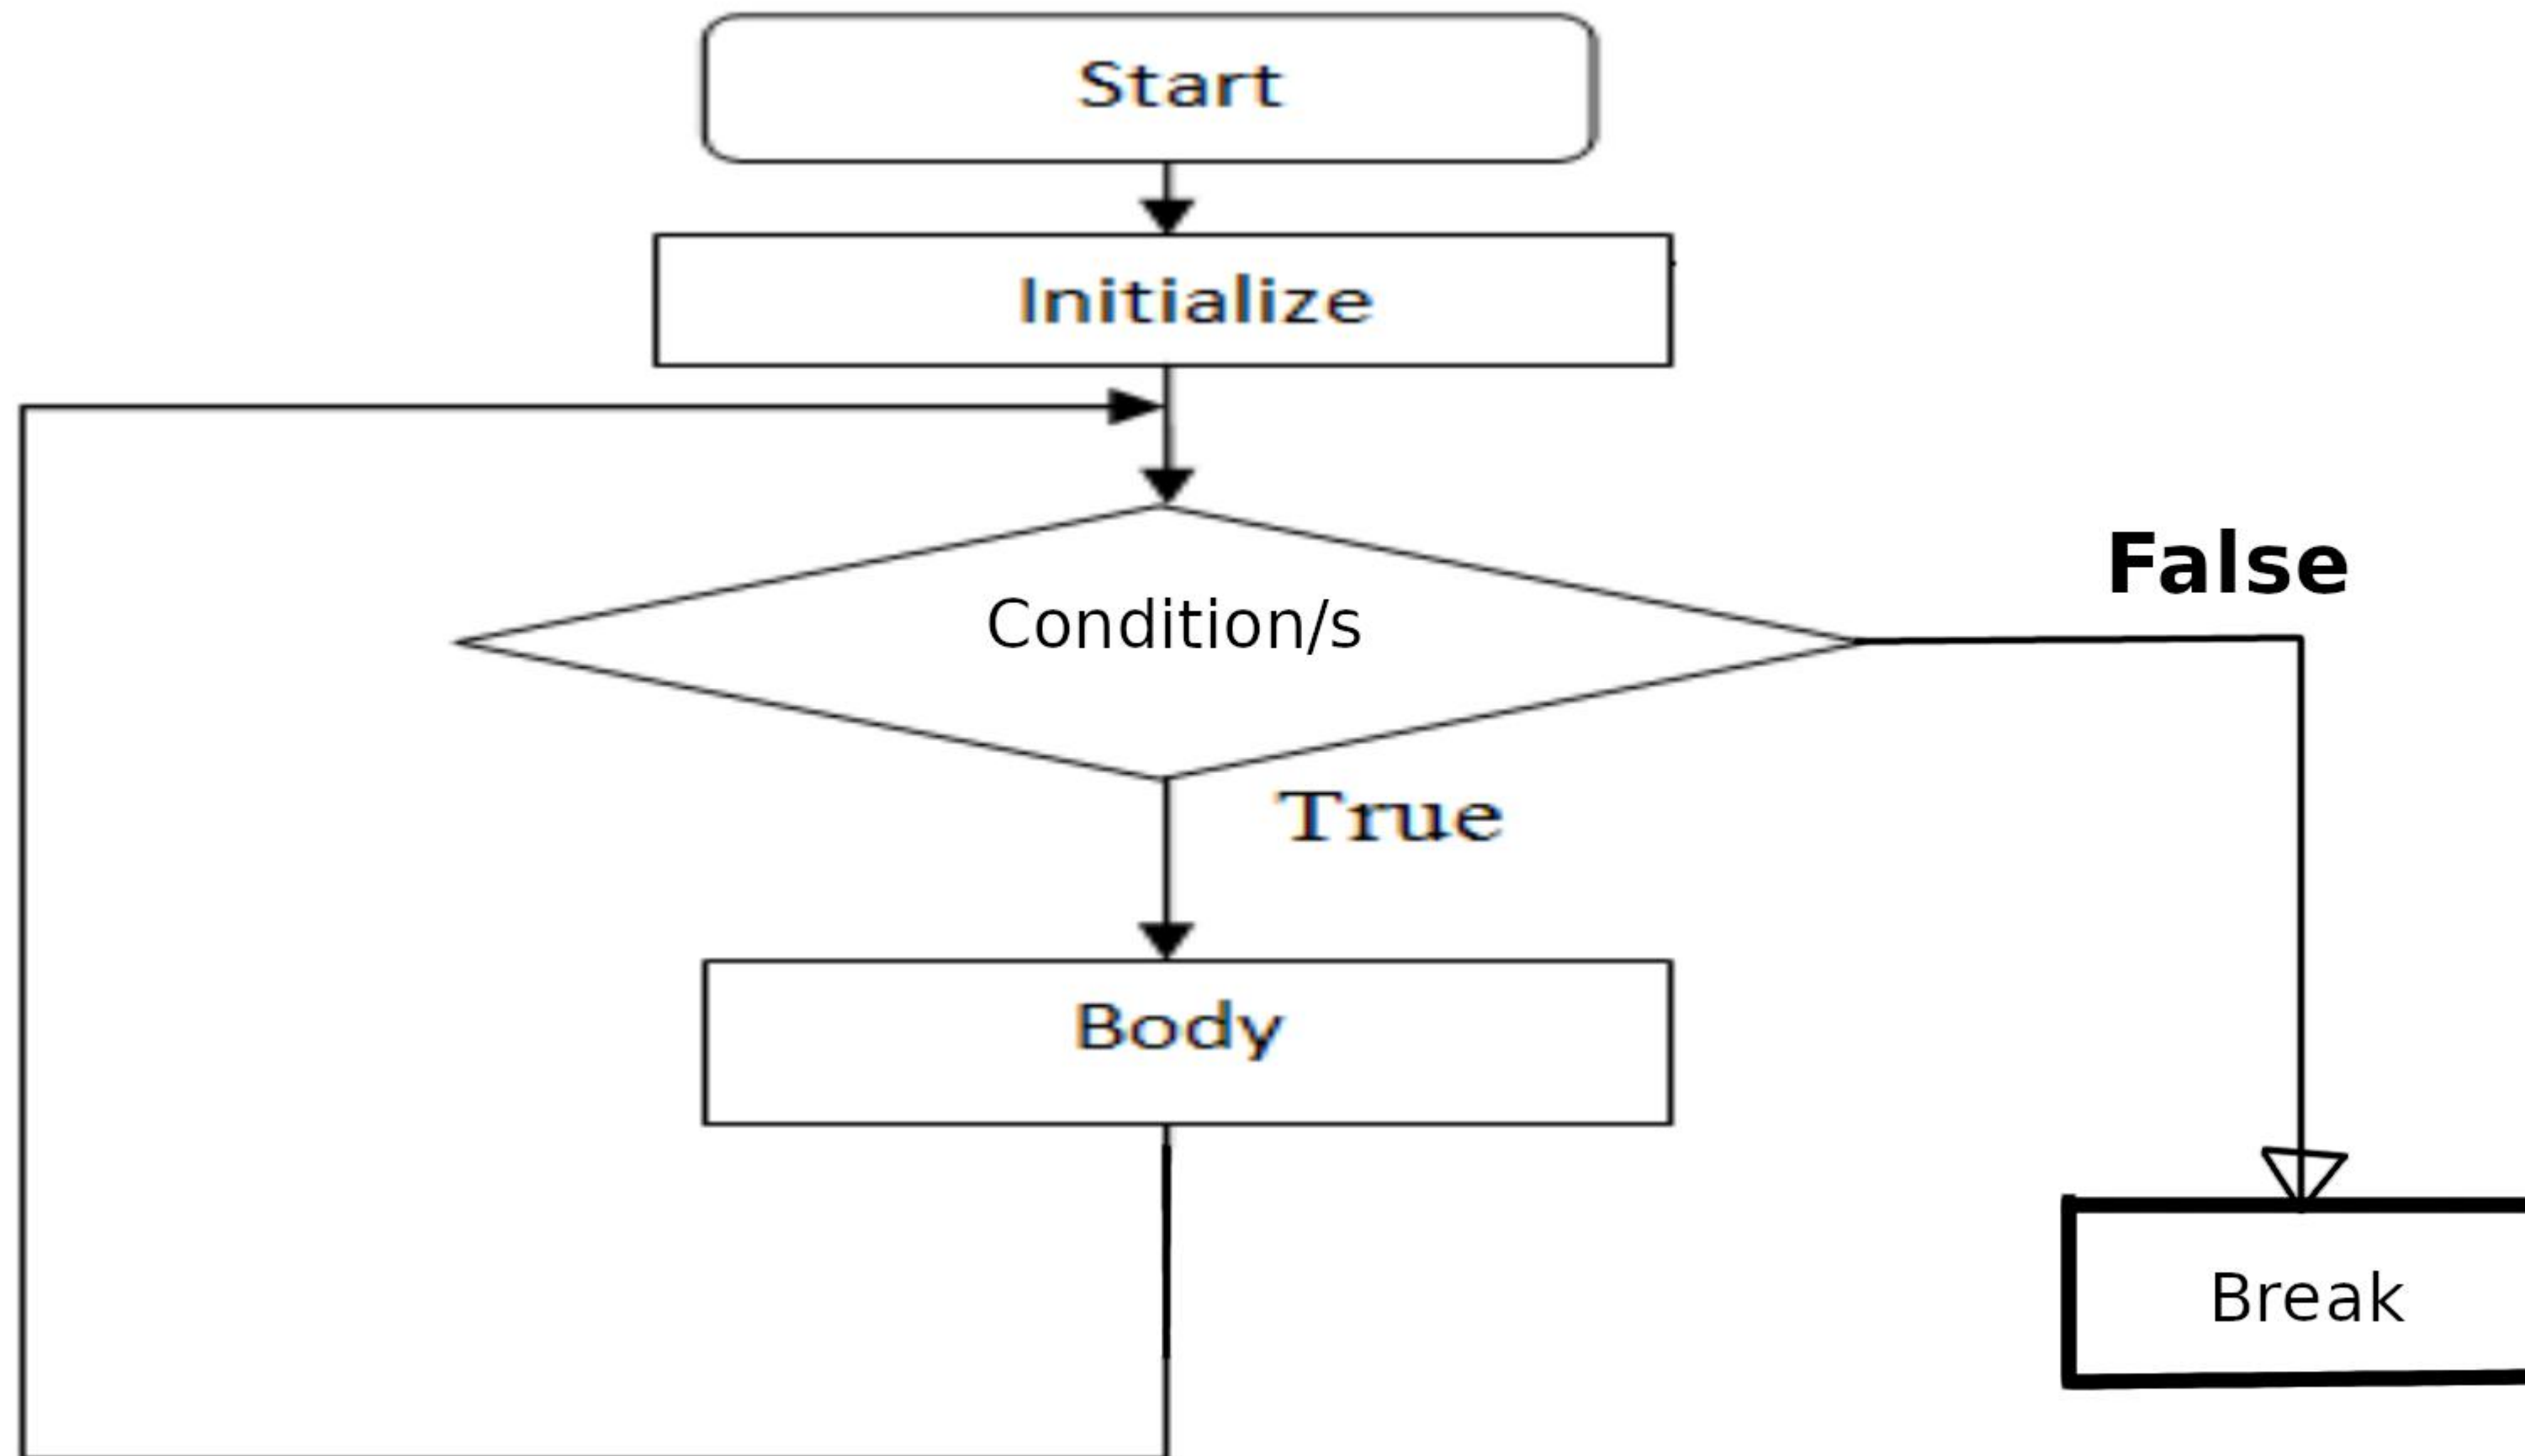 Start
Initialize
Condition/s
False
True
Body
Break